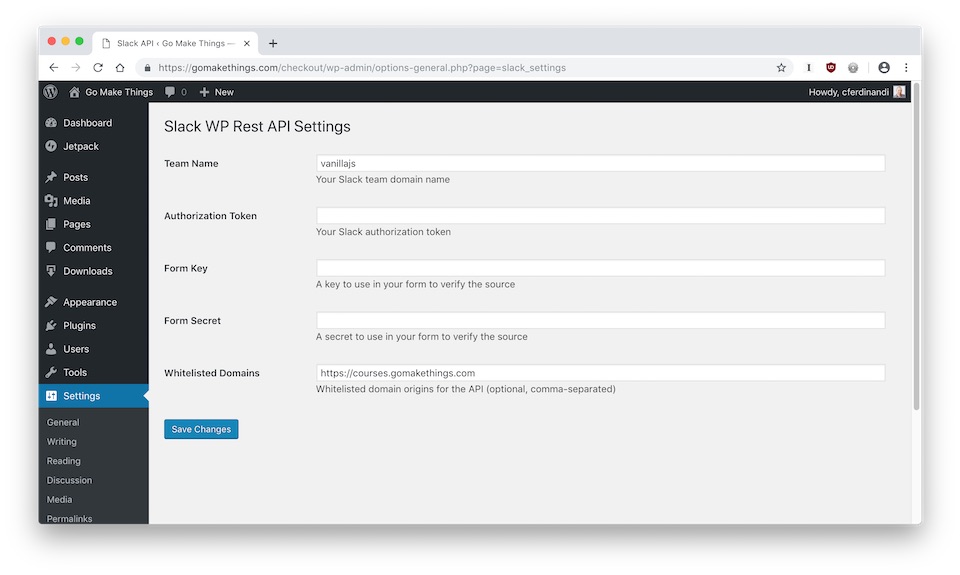 Slack API ‹ Go Make Things —
https://gomakethings.com/checkout/wp-admin/options-general.php?page=slack_settings
Go Make Things 0 + New Howdy, cferdinandi
Dashboard
Jetpack
Posts
Media
Pages
Comments
Downloads
Appearance
Plugins
Users
Tools
Settings
General
Writing
Reading
Discussion
Media
Permalinks
Slack WP Rest API Settings
Team Name vanillajs
Your Slack team domain name
Authorization Token
Your Slack authorization token
Form Key
A key to use in your form to verify the source
Form Secret
A secret to use in your form to verify the source
Whitelisted Domains https://courses.gomakethings.com
Whitelisted domain origins for the API (optional, comma-separated)
Save Changes